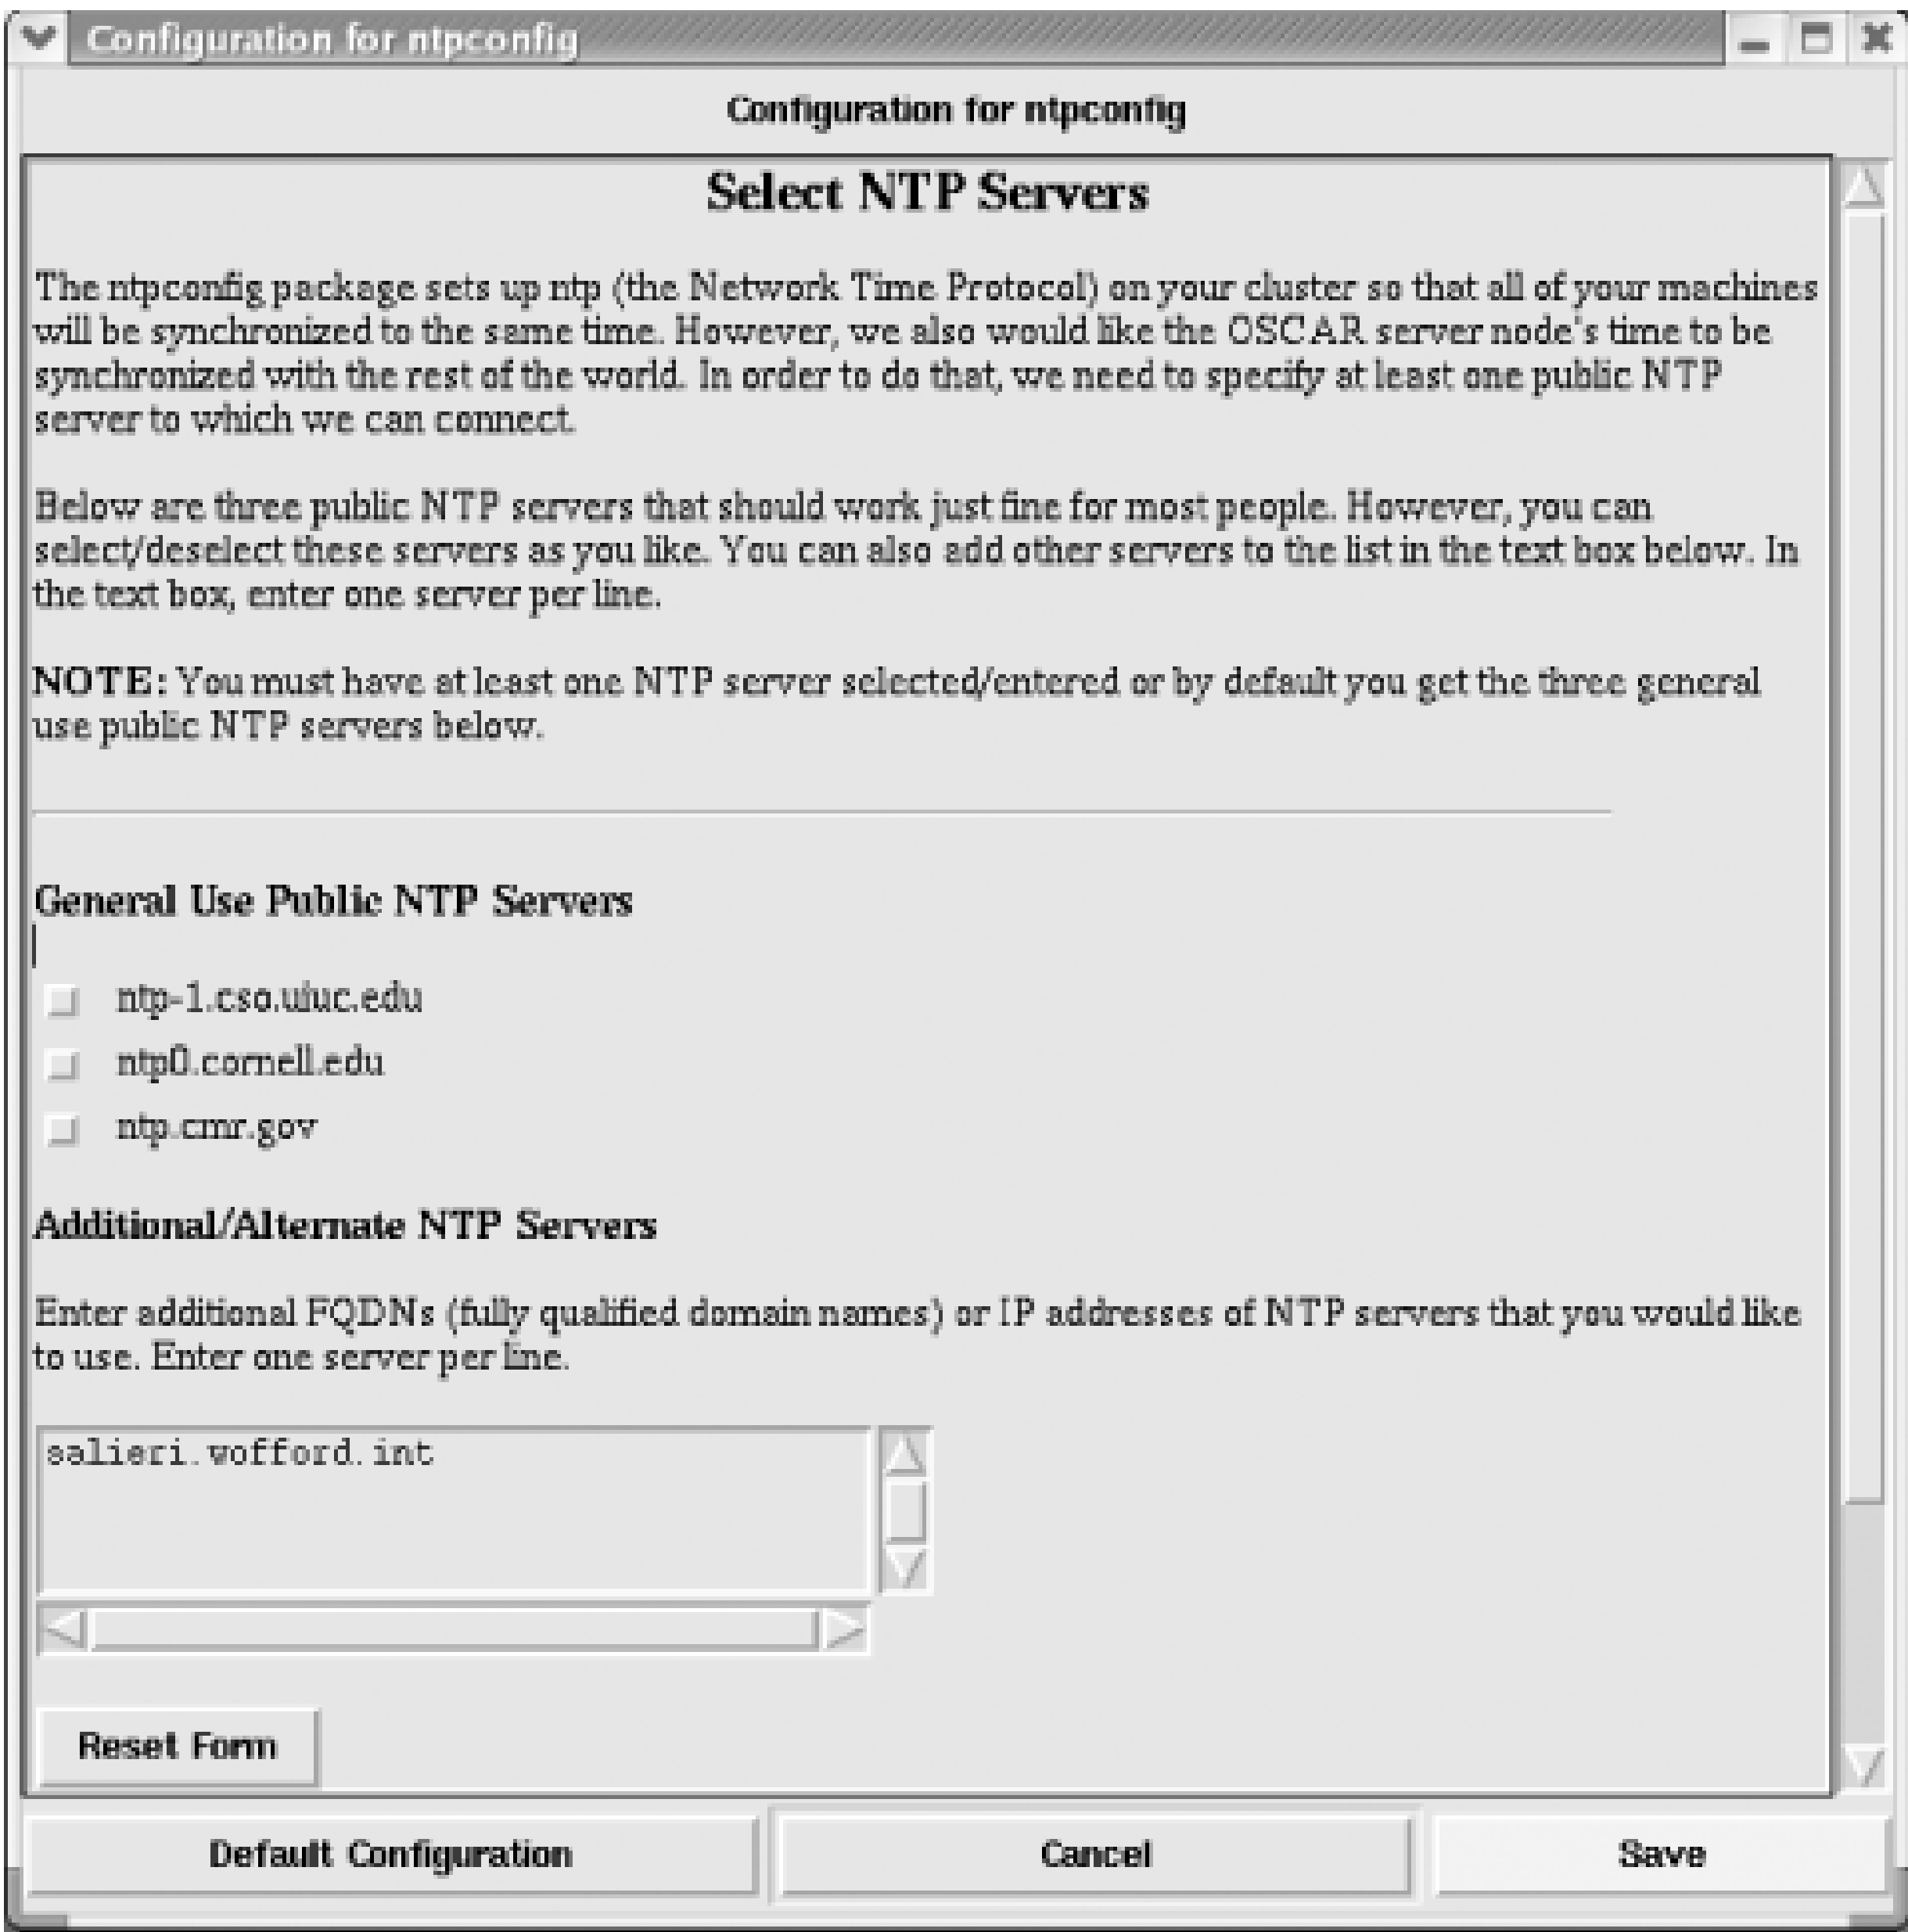 Configuration for ntpconfig
Configuration for ntpconfig
Select NTP Servers
The ntpconfig package sets up ntp (the Network Time Protocol) on your cluster so that all of your machines
will be synchronized to the same time. However, we also would like the OSCAR server node's time to be
synchronized with the rest of the world. In order to do that, we need to specify at least one public NTP
server to which we can connect.
Below are three public NTP servers that should work just fine for most people. However, you can
select/deselect these servers as you like. You can also add other servers to the list in the text box below. In
the text box, enter one server per line.
NOTE: You must have at least one NTP server selected/entered or by default you get the three general
use public NTP servers below.
General Use Public NTP Servers
ntp-1.cso.uiuc.edu
ntp0.cornell.edu
ntp.cmr.gov
Additional/Alternate NTP Servers
Enter additional FQDNs (fully qualified domain names) or IP addresses of NTP servers that you would like
to use. Enter one server per line.
salieri.wofford.int
Reset Form
Default Configuration
Cancel
Save